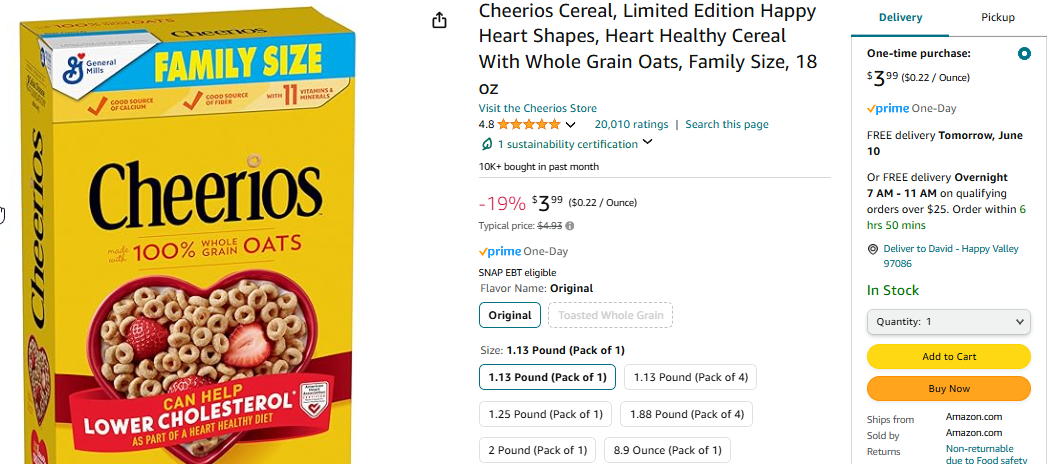 100% WHOLE GRAIN OATS
Cheerios
General
Mills
FAMILY SIZE
GOOD SOURCE
OF CALCIUM
GOOD SOURCE
OF FIBER
WITH 11 VITAMINS &
MINERALS
Cheerios
Cheerios
made
with 100% WHOLE
GRAIN OATS
CAN HELP
LOWER CHOLESTEROL*
AS PART OF A HEART HEALTHY DIET
American
Heart
Association
CERTIFIED
Cheerios Cereal, Limited Edition Happy
Heart Shapes, Heart Healthy Cereal
With Whole Grain Oats, Family Size, 18
oz
Visit the Cheerios Store
4.8 20,010 ratings | Search this page
1 sustainability certification
10K+ bought in past month
-19% $3.99 ($0.22 / Ounce)
Typical price: $4.93
prime One-Day
SNAP EBT eligible
Flavor Name: Original
Original Toasted Whole Grain
Size: 1.13 Pound (Pack of 1)
1.13 Pound (Pack of 1) 1.13 Pound (Pack of 4)
1.25 Pound (Pack of 1) 1.88 Pound (Pack of 4)
2 Pound (Pack of 1) 8.9 Ounce (Pack of 1)
Delivery Pickup
One-time purchase:
$3.99 ($0.22 / Ounce)
prime One-Day
FREE delivery Tomorrow, June
10
Or FREE delivery Overnight
7 AM - 11 AM on qualifying
orders over $25. Order within 6
hrs 50 mins
Deliver to David - Happy Valley
97086
In Stock
Quantity: 1
Add to Cart
Buy Now
Ships from Amazon.com
Sold by Amazon.com
Returns Non-returnable
due to Food safety